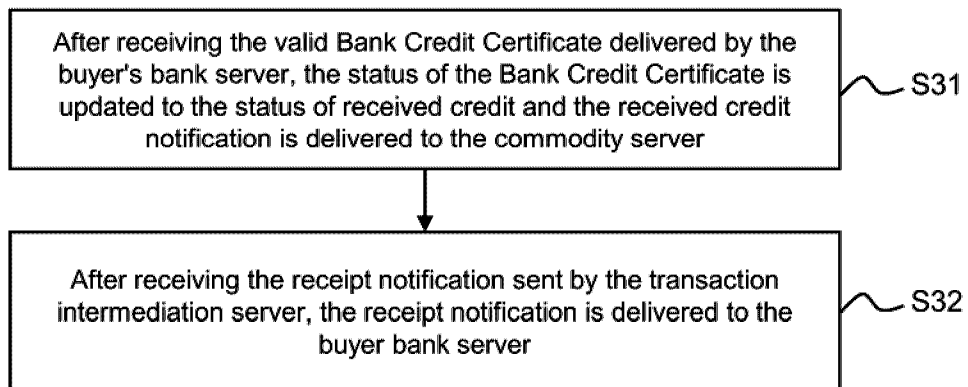 After receiving the valid Bank Credit Certificate delivered by the
buyer's bank server, the status of the Bank Credit Certificate is
updated to the status of received credit and the received credit
notification is delivered to the commodity server
S31
After receiving the receipt notification sent by the transaction
intermediation server, the receipt notification is delivered to the
buyer bank server
S32